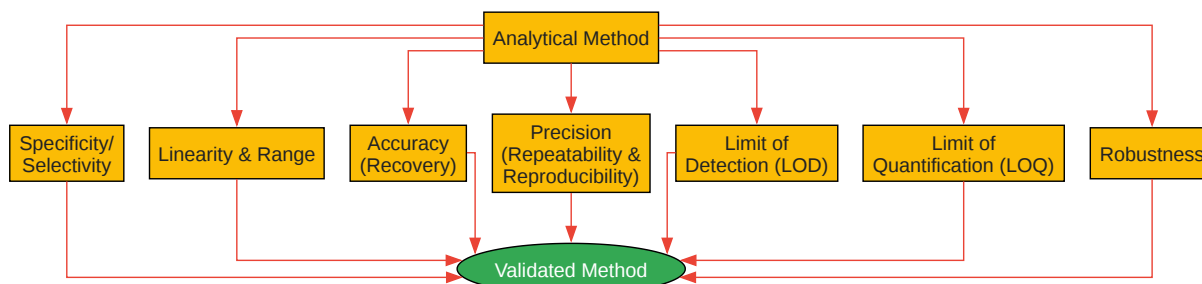 Analytical Method
Specificity/
Selectivity
Linearity & Range
Accuracy
(Recovery)
Precision
(Repeatability &
Reproducibility)
Limit of
Detection (LOD)
Limit of
Quantification (LOQ)
Robustness
Validated Method